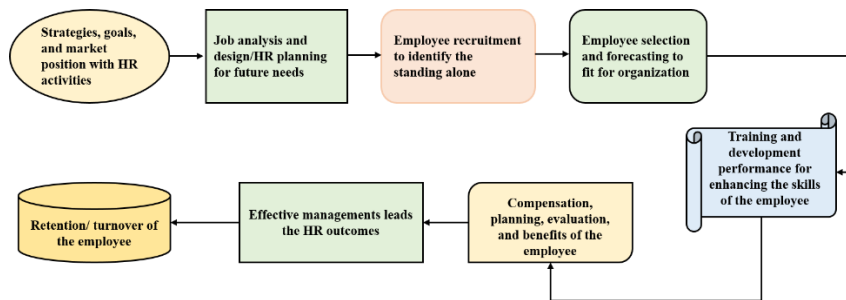 Strategies, goals,
and market
position with HR
activities
Job analysis and
design/HR planning
for future needs
Employee recruitment
to identify the
standing alone
Employee selection
and forecasting to
fit for organization
Training and
development
performance for
enhancing the skills
of the employee
Compensation,
planning, evaluation,
and benefits of the
employee
Effective managements leads
the HR outcomes
Retention/ turnover of
the employee